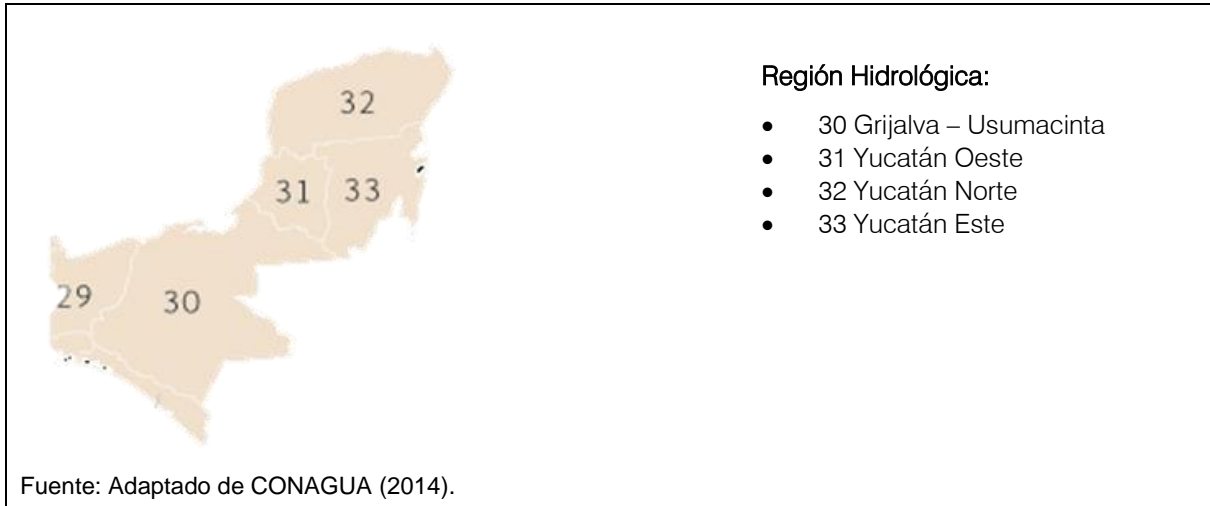 32
31 33
29 30
Región Hidrológica:
• 30 Grijalva – Usumacinta
• 31 Yucatán Oeste
• 32 Yucatán Norte
• 33 Yucatán Este
Fuente: Adaptado de CONAGUA (2014).